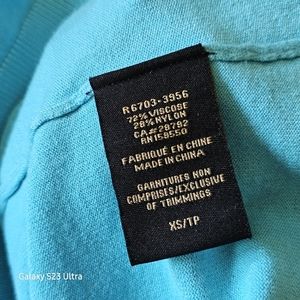 R6703-3956
72% VISCOSE
28% NYLON
CA# 28782
RN 158550
FABRIQUÉ EN CHINE
MADE IN CHINA
GARNITURES NON
COMPRISES/EXCLUSIVE
OF TRIMMINGS
XS/TP
Galaxy S23 Ultra